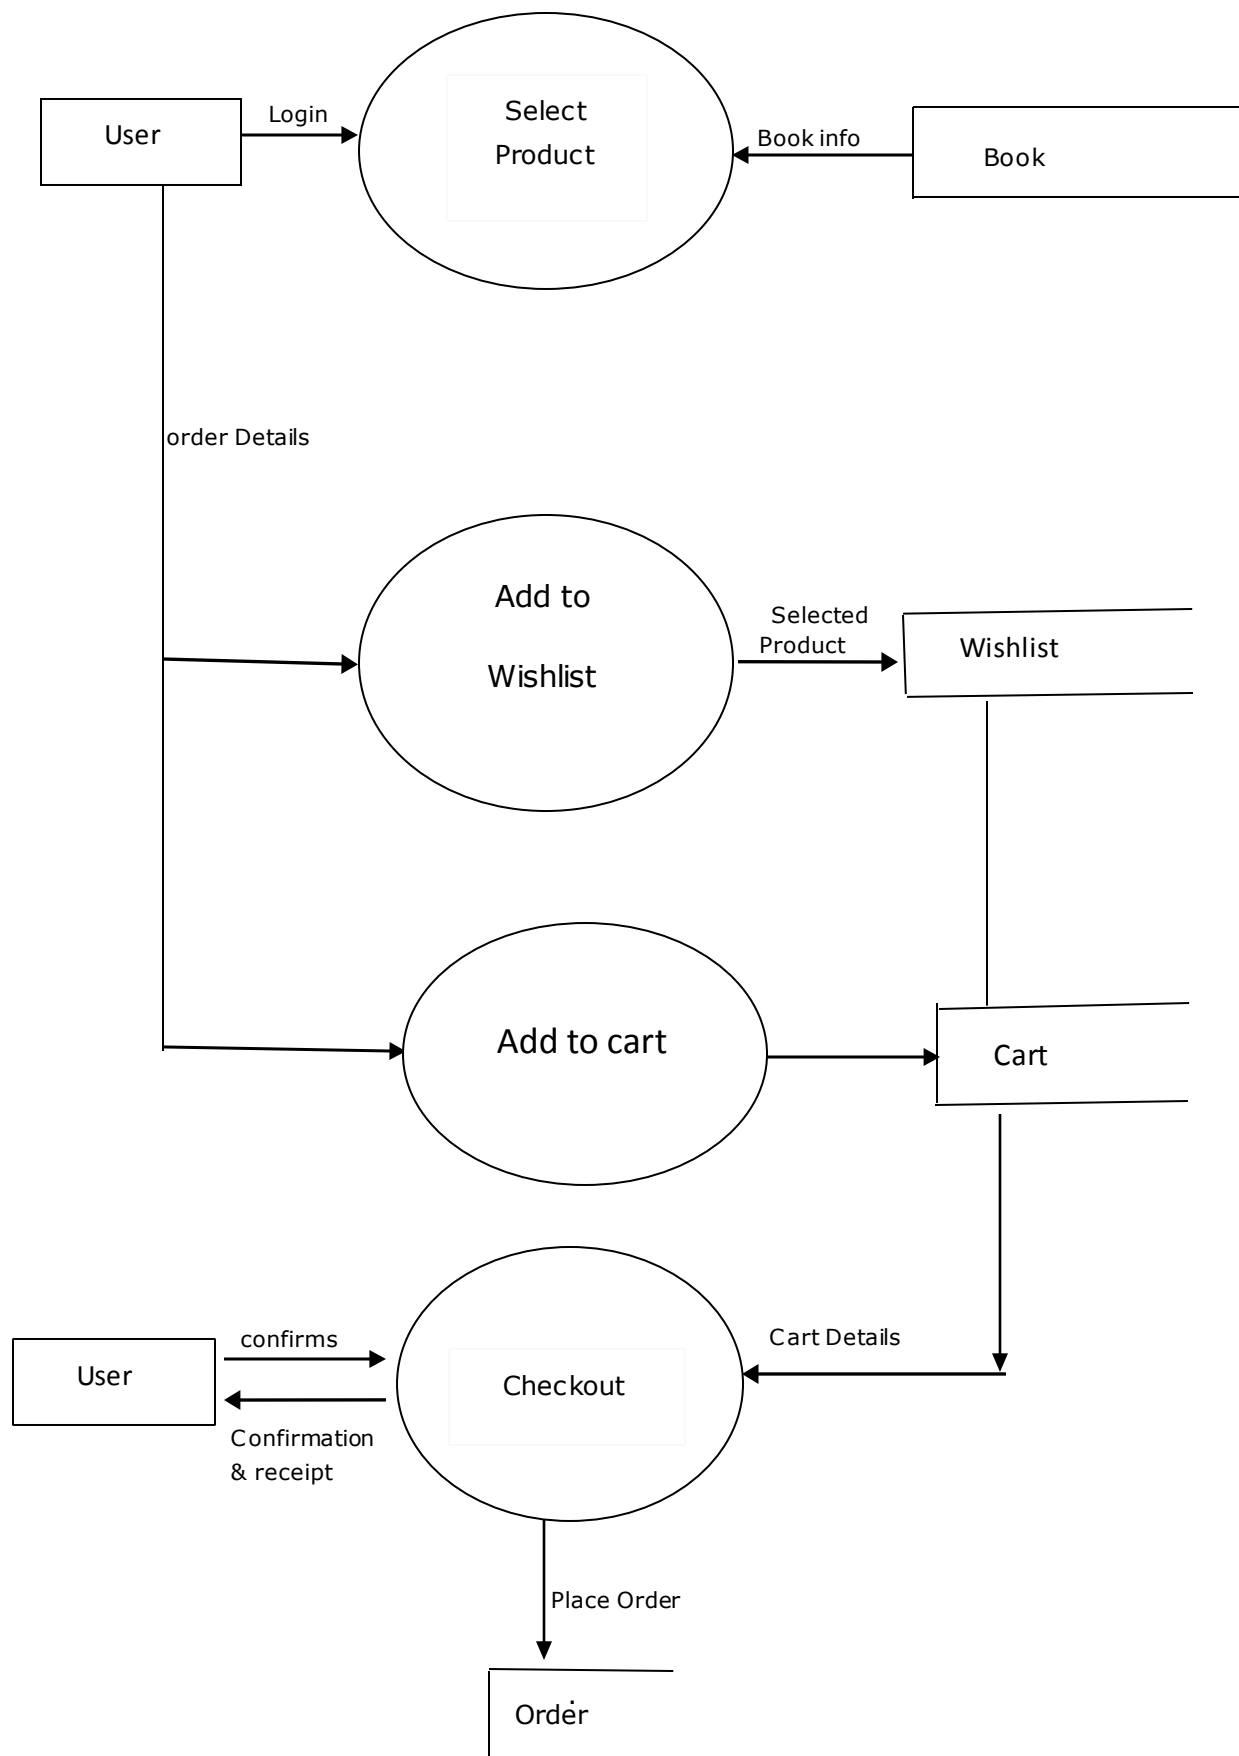 User
Login
Select
Product
Book info
Book
order Details
Add to
Wishlist
Selected
Product
Wishlist
Add to cart
Cart
User
confirms
Confirmation
& receipt
Checkout
Cart Details
Place Order
Order